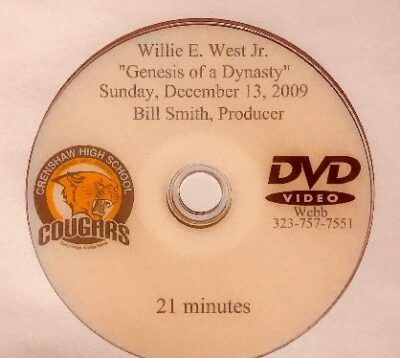 Willie E. West Jr.
"Genesis of a Dynasty"
Sunday, December 13, 2009
Bill Smith, Producer
CRENSHAW HIGH SCHOOL
COUGARS
DVD
VIDEO
Webb
323-757-7551
21 minutes